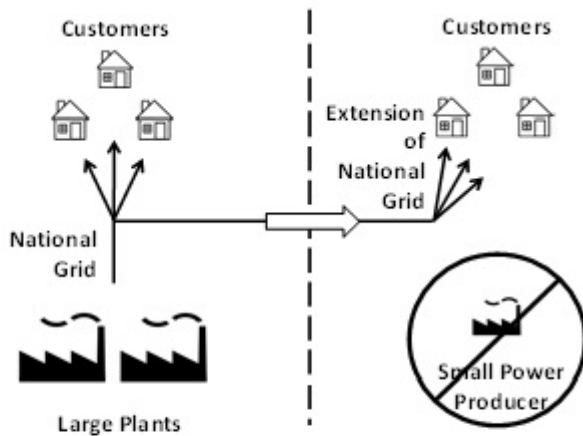 Customers
Customers
Extension
of
National
Grid
National
Grid
Large Plants
Small Power
Producer